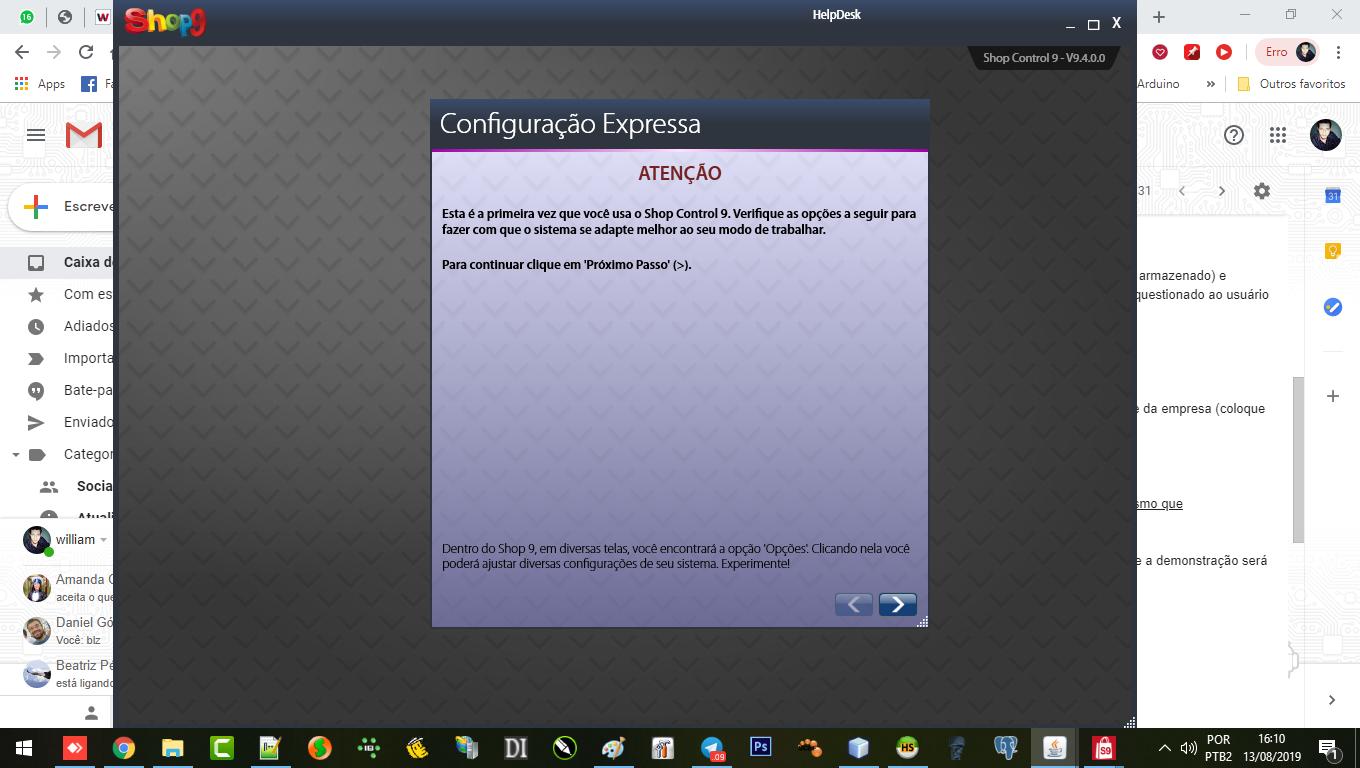 16
W
Shop9
HelpDesk
X
Shop Control 9 - V9.4.0.0
Erro
Apps
Arduino
»
Outros favoritos
Configuração Expressa
ATENÇÃO
Esta é a primeira vez que você usa o Shop Control 9. Verifique as opções a seguir para
fazer com que o sistema se adapte melhor ao seu modo de trabalhar.
Para continuar clique em 'Próximo Passo' (>).
Dentro do Shop 9, em diversas telas, você encontrará a opção 'Opções'. Clicando nela você
poderá ajustar diversas configurações de seu sistema. Experimente!
Escreve
Caixa d
Com es
Adiados
Importa
Bate-pa
Enviado
Categor
Socia
william
Amanda
aceita o que
Daniel Gó
Você: blz
Beatriz Pe
está ligando
31
31
armazenado) e
questionado ao usuário
e da empresa (coloque
smo que
e a demonstração será
DI
.09
Ps
HS
S9
POR
PTB2
16:10
13/08/2019
1